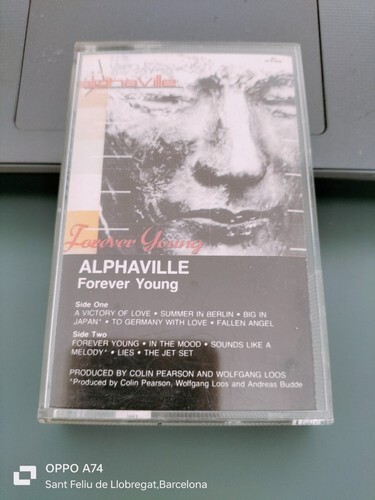 alphaville
Forever Young
ALPHAVILLE
Forever Young
Side One
A VICTORY OF LOVE • SUMMER IN BERLIN • BIG IN
JAPAN* • TO GERMANY WITH LOVE • FALLEN ANGEL
Side Two
FOREVER YOUNG • IN THE MOOD • SOUNDS LIKE A
MELODY* • LIES • THE JET SET
PRODUCED BY COLIN PEARSON AND WOLFGANG LOOS
*Produced by Colin Pearson, Wolfgang Loos and Andreas Budde
OPPO A74
Sant Feliu de Llobregat,Barcelona